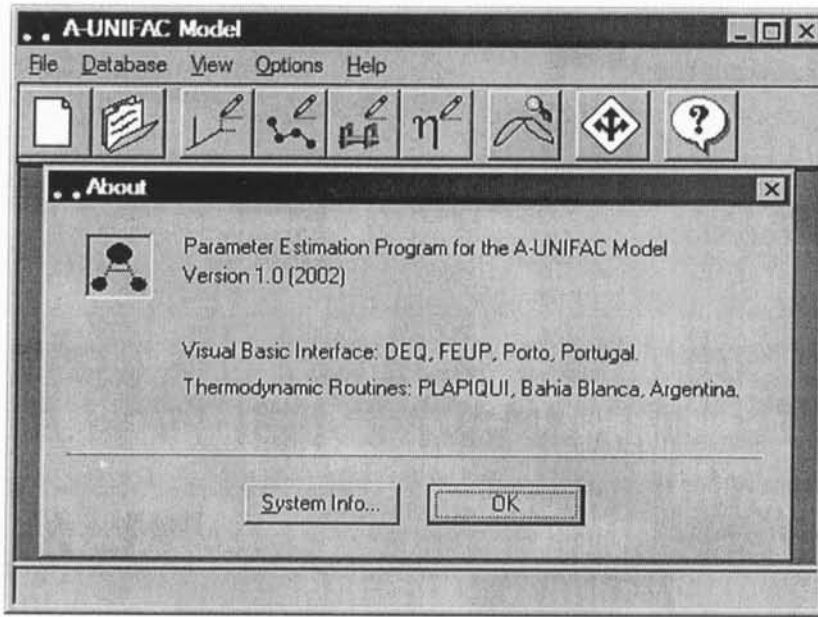 A-UNIFAC Model
File Database View Options Help
η
?
About
Parameter Estimation Program for the A-UNIFAC Model
Version 1.0 (2002)
Visual Basic Interface: DEQ, FEUP, Porto, Portugal.
Thermodynamic Routines: PLAPIQUI, Bahia Blanca, Argentina.
System Info... OK